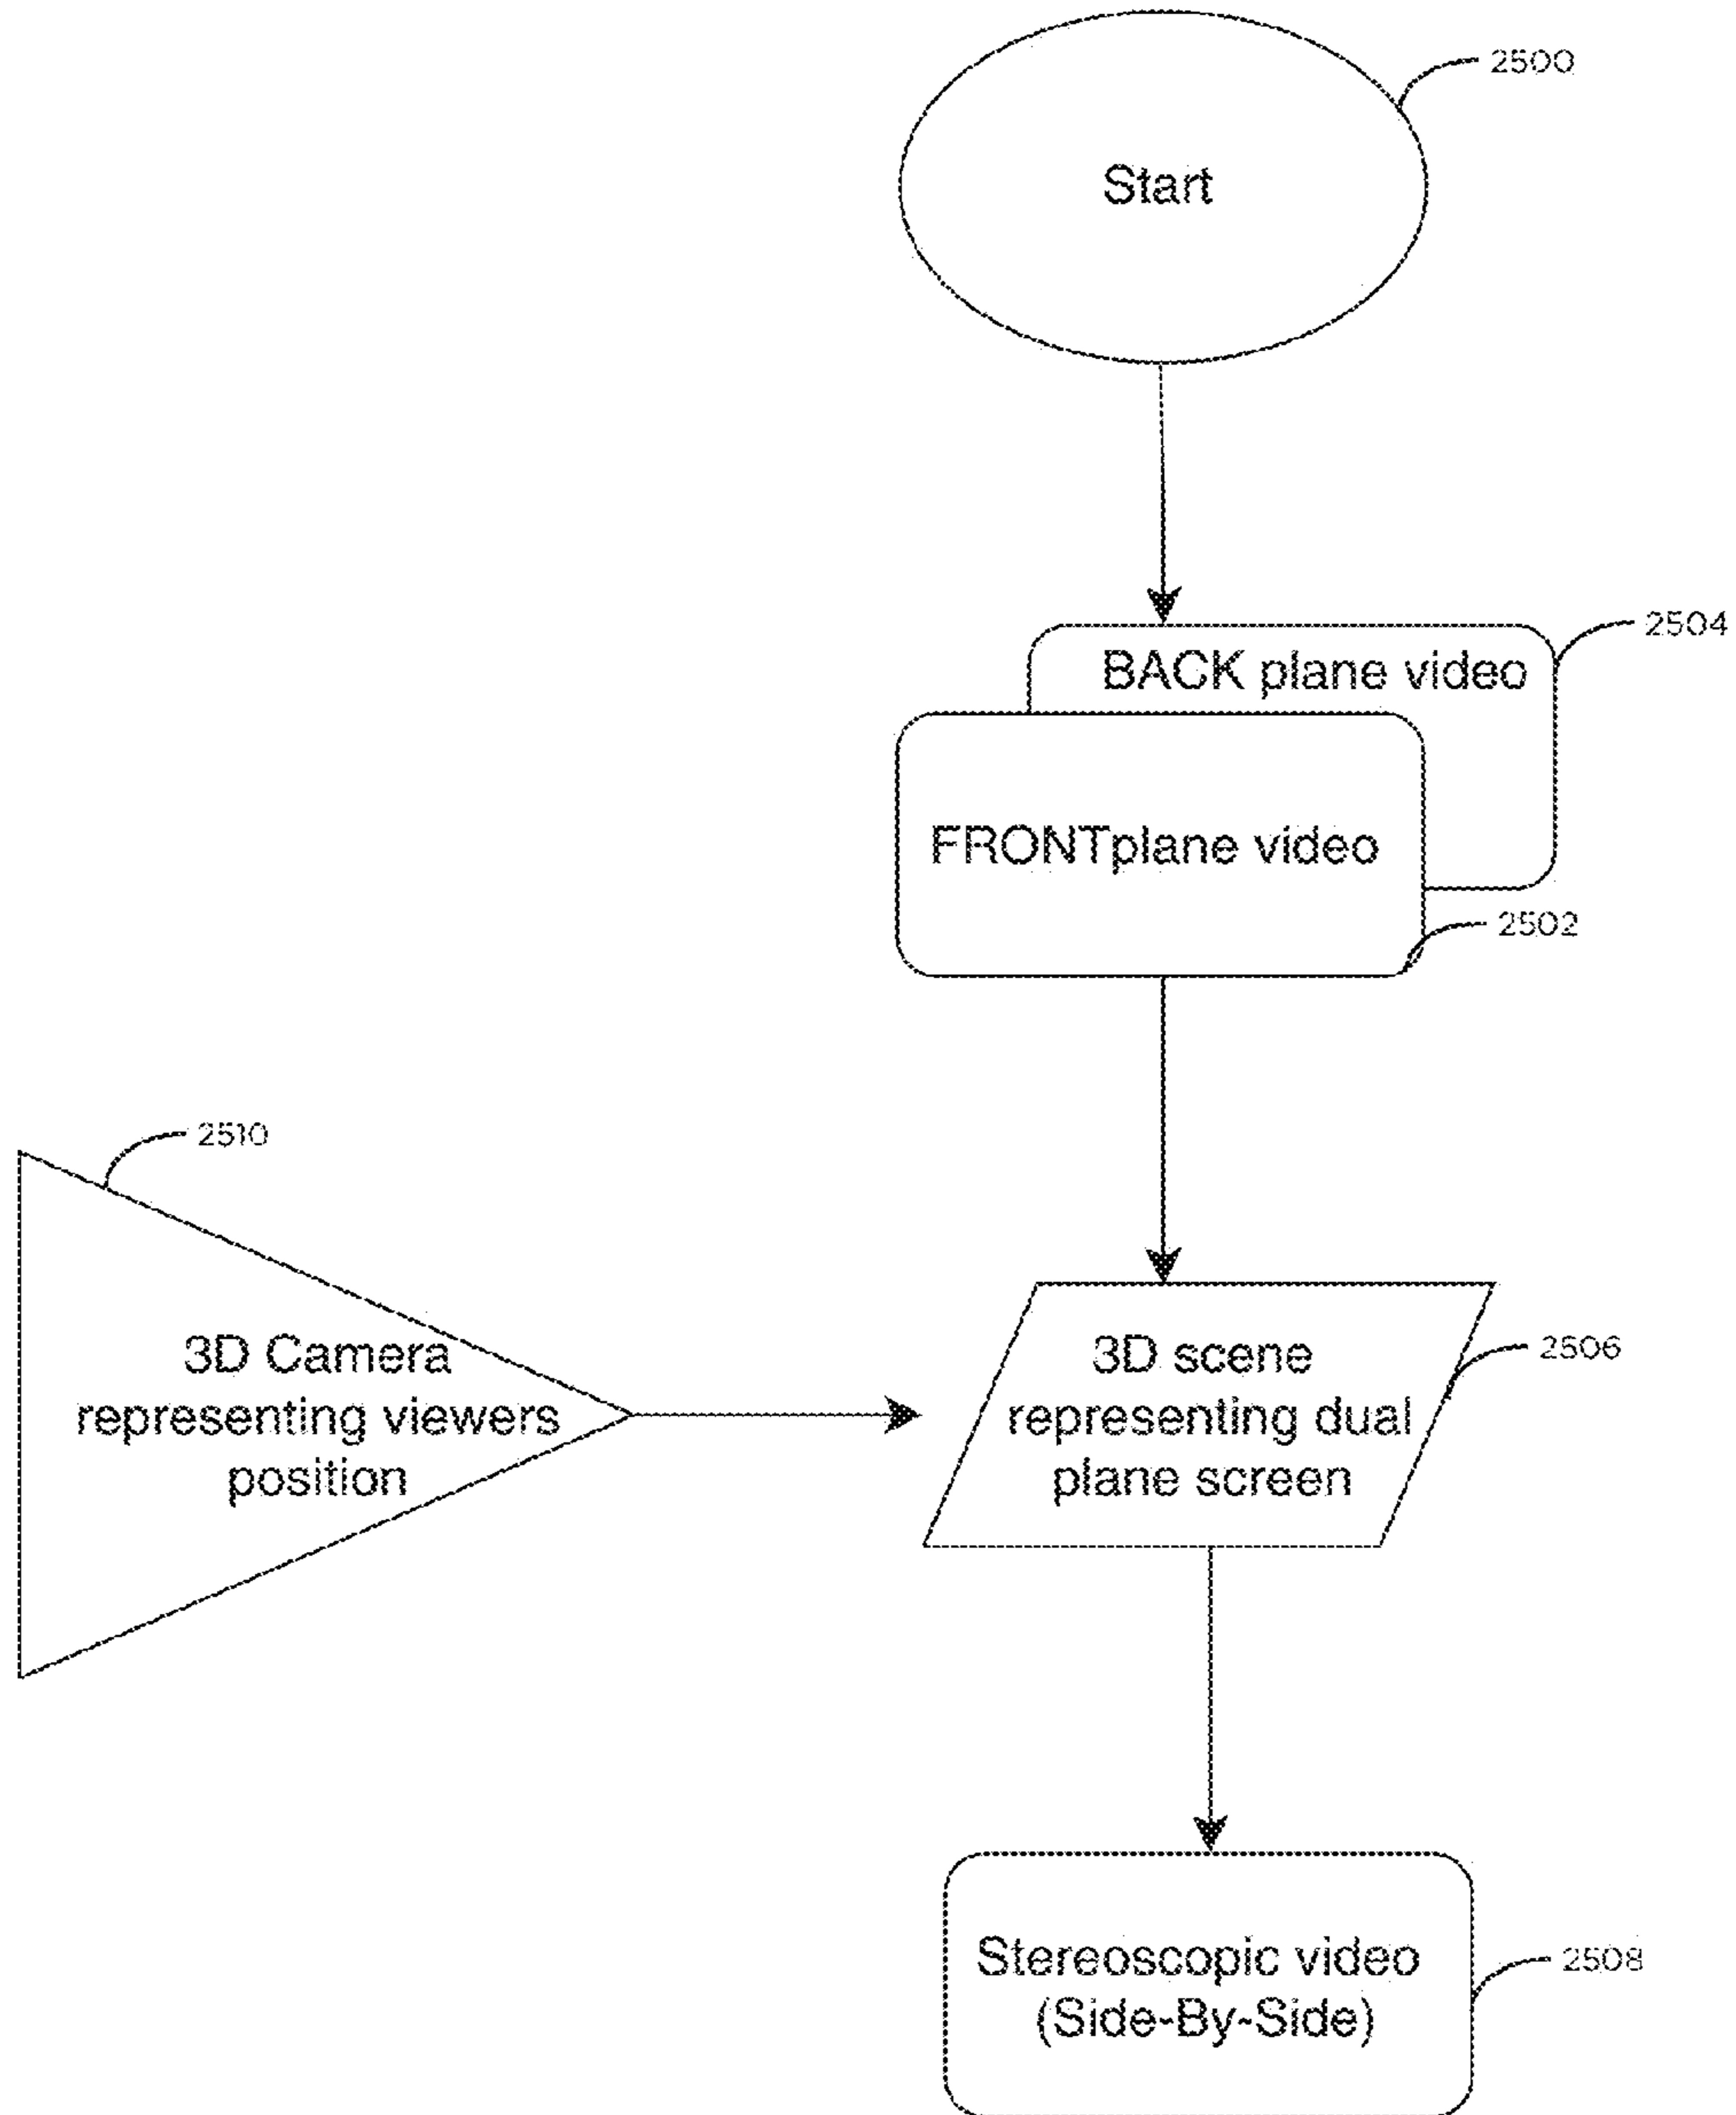 2500
Start
2504
BACK plane video
FRONTplane video
2502
2510
3D Camera
representing viewers
position
3D scene
representing dual
plane screen
2506
Stereoscopic video
(Side-By-Side)
2508